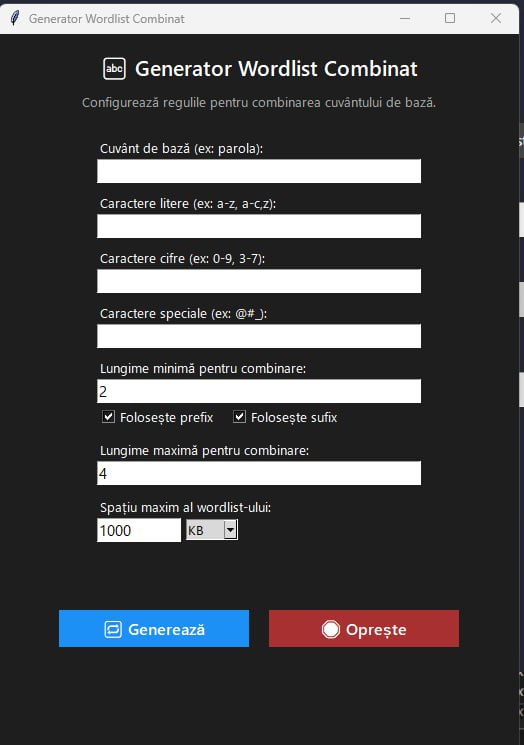 Generator Wordlist Combinat
abc Generator Wordlist Combinat
Configurează regulile pentru combinarea cuvântului de bază.
Cuvânt de bază (ex: parola):
Caractere litere (ex: a-z, a-c,z):
Caractere cifre (ex: 0-9, 3-7):
Caractere speciale (ex: @#_):
Lungime minimă pentru combinare:
2
Folosește prefix Folosește sufix
Lungime maximă pentru combinare:
4
Spațiu maxim al wordlist-ului:
1000 KB
Generează Oprește